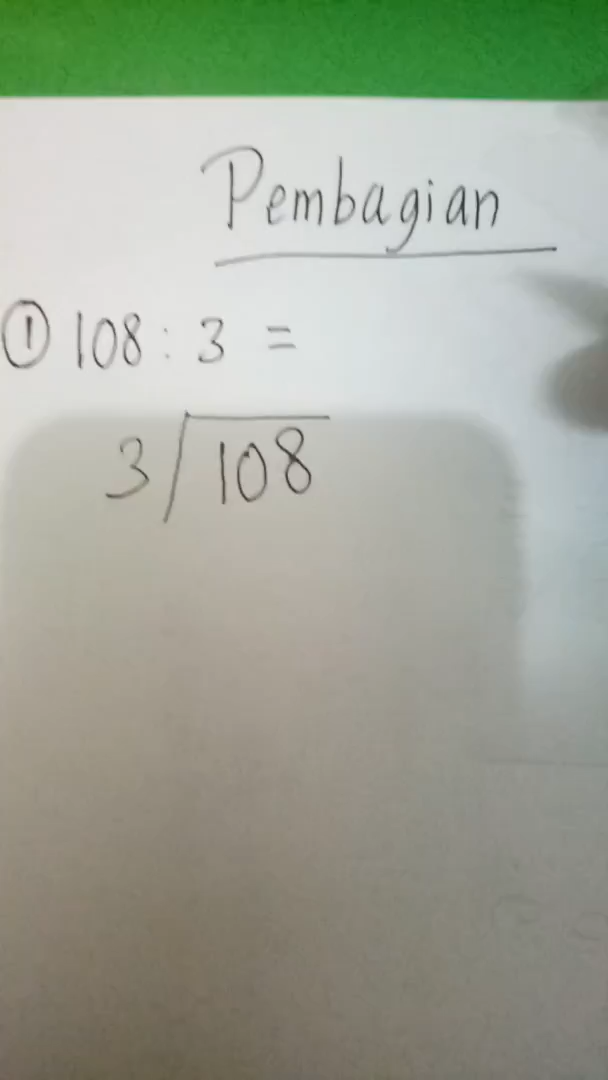 Pembagian
① 108 : 3 =
3 / 108